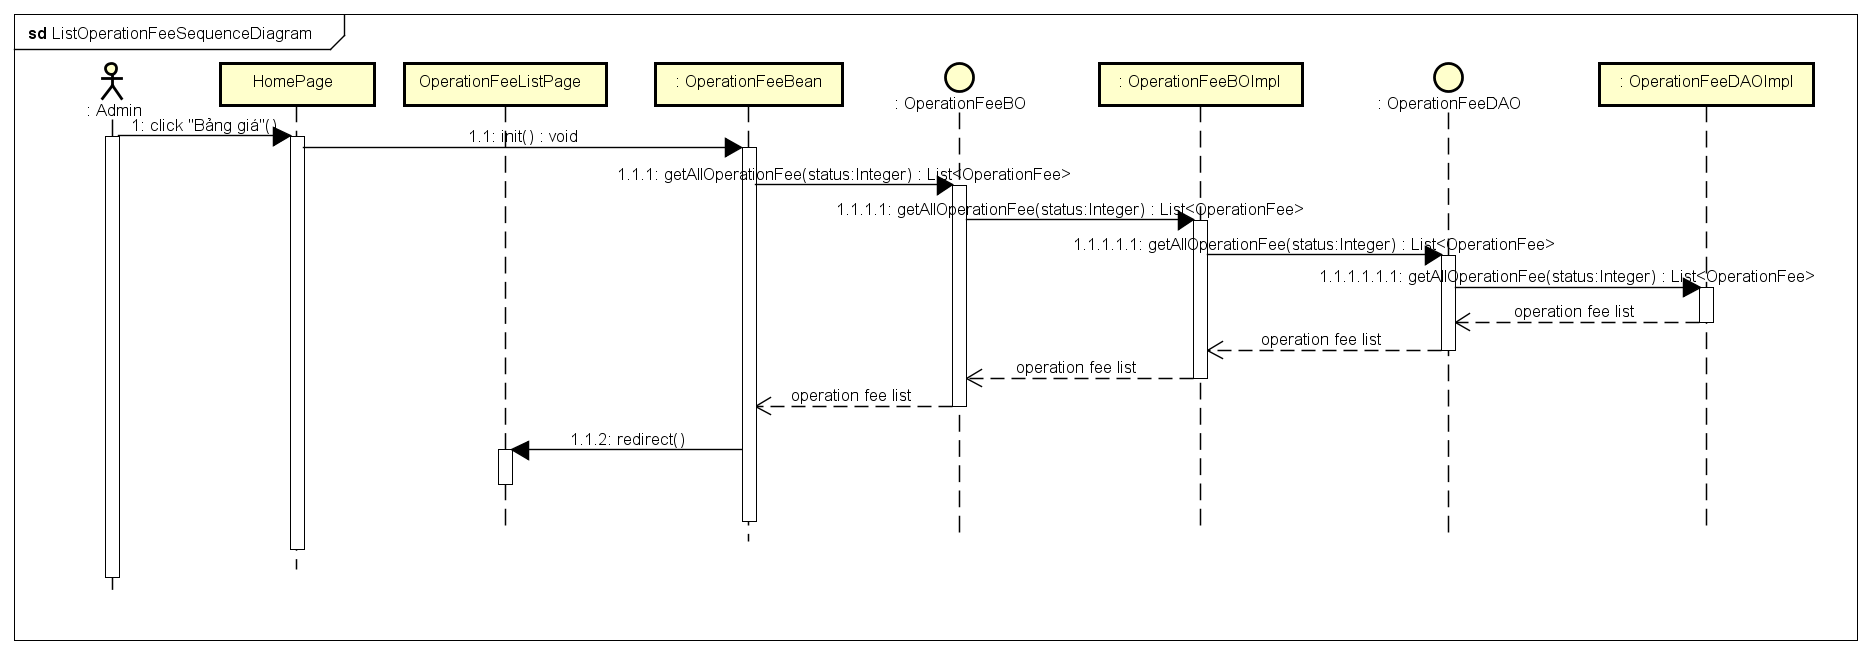 sd ListOperationFeeSequenceDiagram
: Admin
HomePage
OperationFeeListPage
: OperationFeeBean
: OperationFeeBO
: OperationFeeBOImpl
: OperationFeeDAO
: OperationFeeDAOImpl
1: click "Bảng giá"()
1.1: init() : void
1.1.1: getAllOperationFee(status:Integer) : List<OperationFee>
1.1.1.1: getAllOperationFee(status:Integer) : List<OperationFee>
1.1.1.1.1: getAllOperationFee(status:Integer) : List<OperationFee>
1.1.1.1.1.1: getAllOperationFee(status:Integer) : List<OperationFee>
operation fee list
operation fee list
operation fee list
operation fee list
1.1.2: redirect()